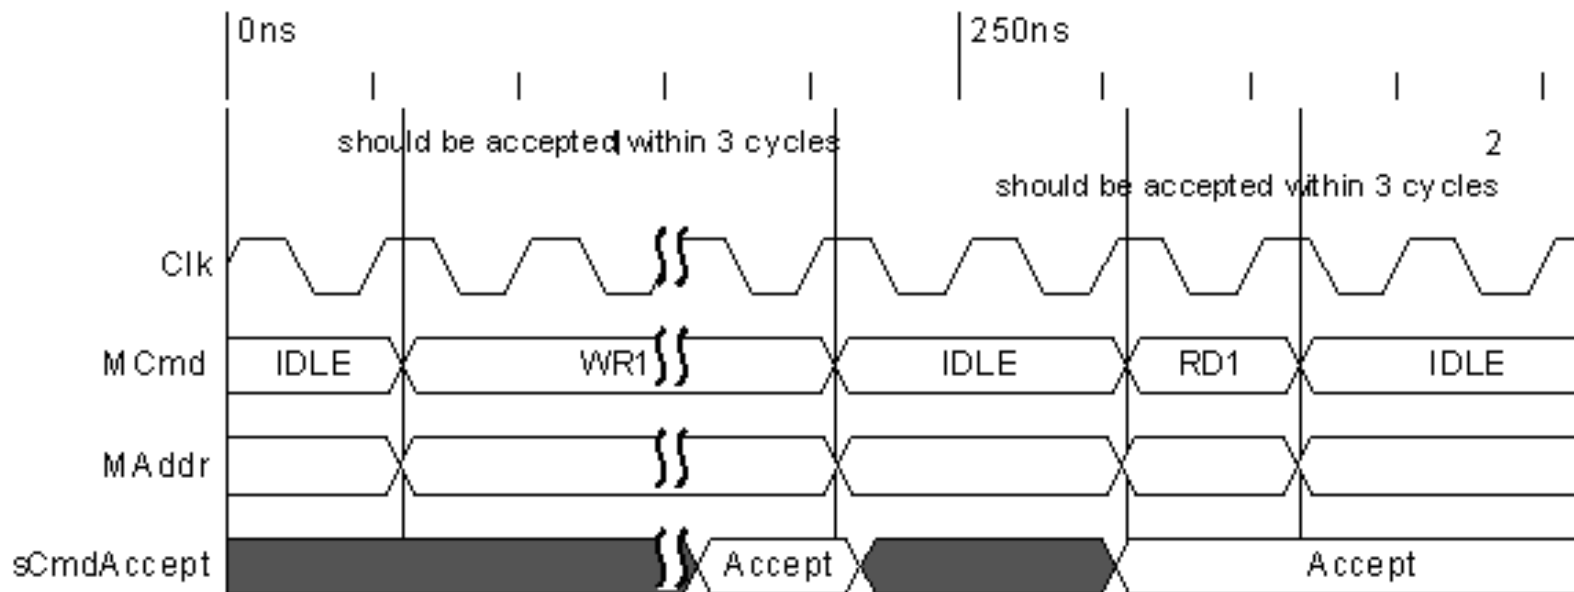 0ns 250ns
should be accepted within 3 cycles
2
should be accepted within 3 cycles
Clk
MCmd IDLE WR1 IDLE RD1 IDLE
MAddr
sCmdAccept Accept Accept